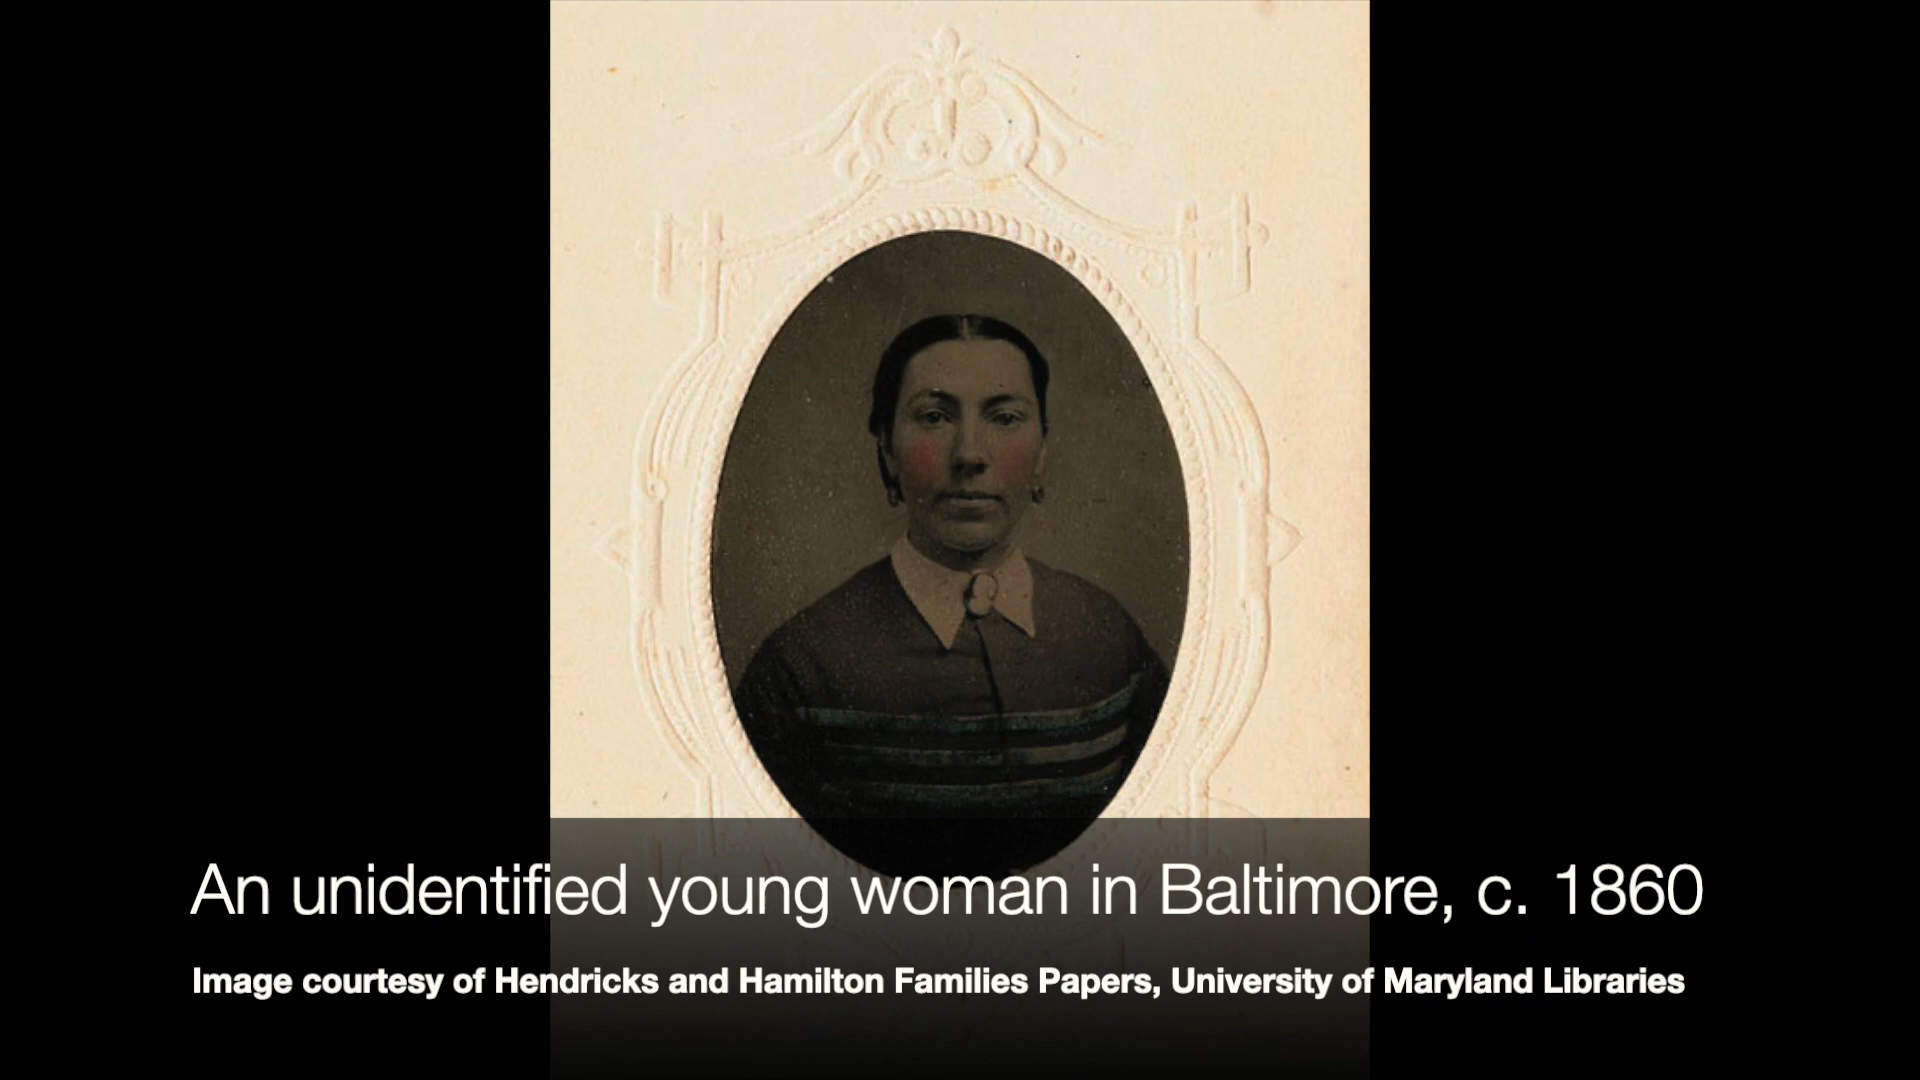 An unidentified young woman in Baltimore, c. 1860
Image courtesy of Hendricks and Hamilton Families Papers, University of Maryland Libraries